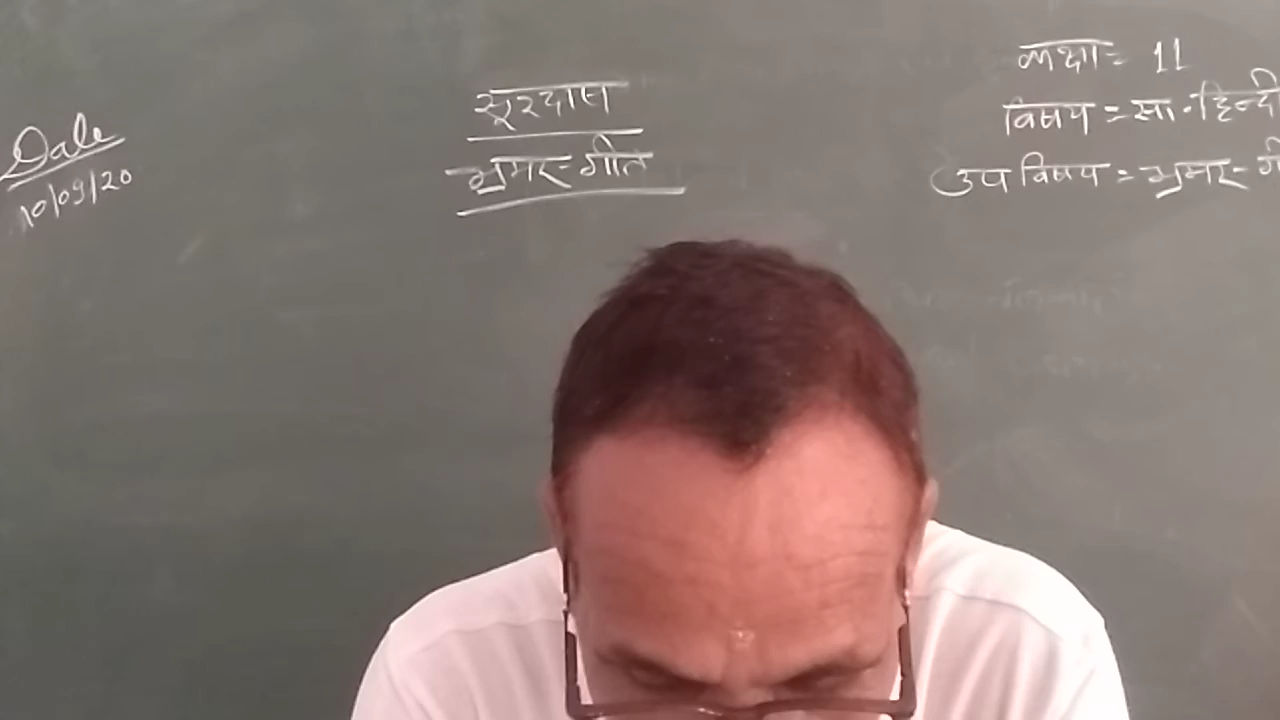 Date
10/09/20
सूरदास
भ्रमर-गीत
कक्षा = 11
विषय = सा. हिन्दी
उप विषय = भ्रमर-गी